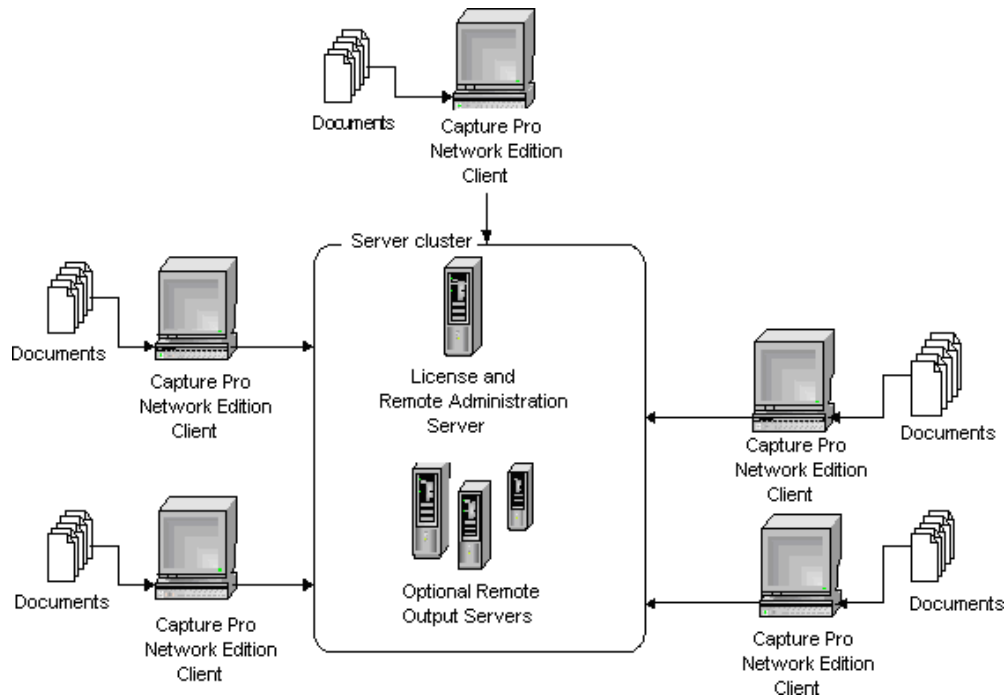 Documents
Capture Pro
Network Edition
Client
Server cluster
Documents
Capture Pro
Network Edition
Client
License and
Remote Administration
Server
Capture Pro
Network Edition
Client
Documents
Documents
Capture Pro
Network Edition
Client
Optional Remote
Output Servers
Capture Pro
Network Edition
Client
Documents